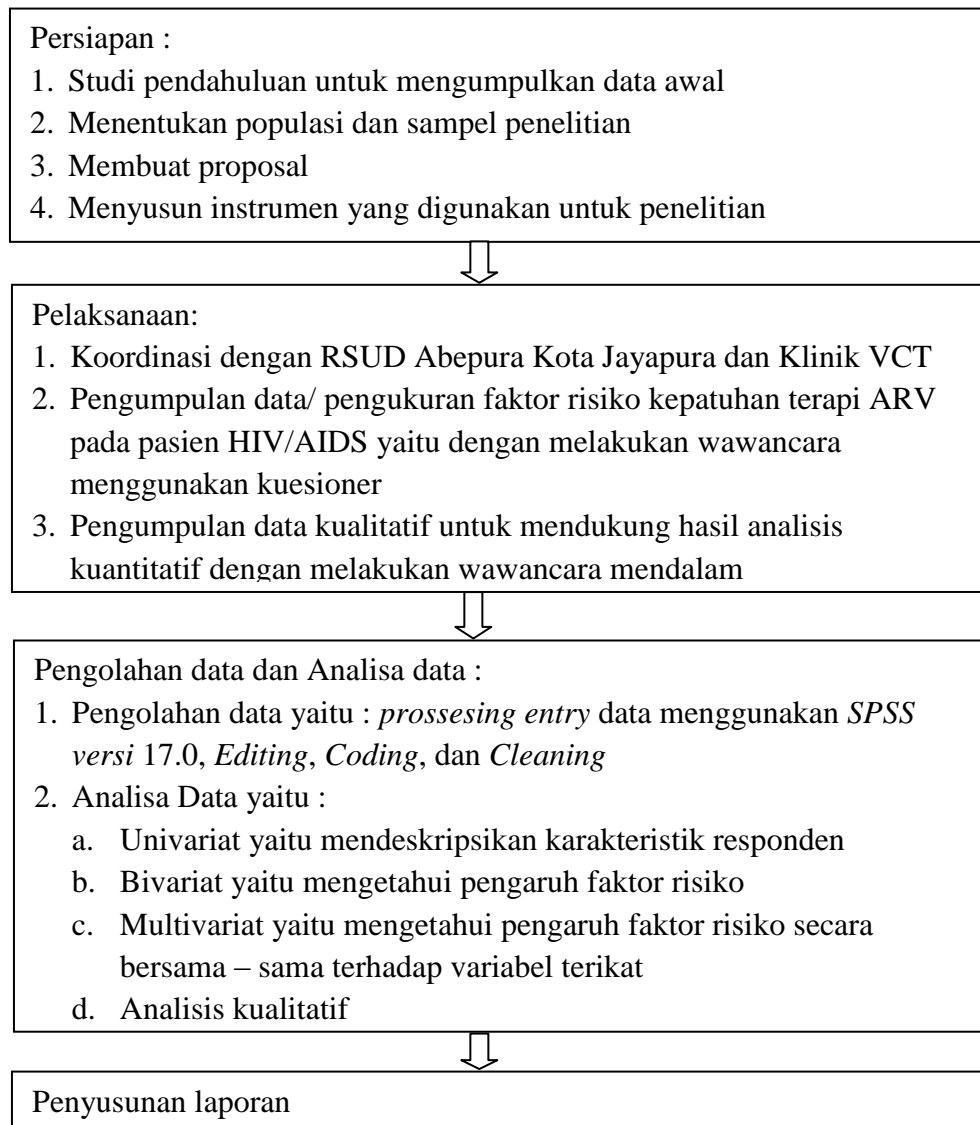 Persiapan :
1. Studi pendahuluan untuk mengumpulkan data awal
2. Menentukan populasi dan sampel penelitian
3. Membuat proposal
4. Menyusun instrumen yang digunakan untuk penelitian
Pelaksanaan:
1. Koordinasi dengan RSUD Abepura Kota Jayapura dan Klinik VCT
2. Pengumpulan data/ pengukuran faktor risiko kepatuhan terapi ARV
pada pasien HIV/AIDS yaitu dengan melakukan wawancara
menggunakan kuesioner
3. Pengumpulan data kualitatif untuk mendukung hasil analisis
kuantitatif dengan melakukan wawancara mendalam
Pengolahan data dan Analisa data :
1. Pengolahan data yaitu : prossesing entry data menggunakan SPSS
versi 17.0, Editing, Coding, dan Cleaning
2. Analisa Data yaitu :
a. Univariat yaitu mendeskripsikan karakteristik responden
b. Bivariat yaitu mengetahui pengaruh faktor risiko
c. Multivariat yaitu mengetahui pengaruh faktor risiko secara
bersama – sama terhadap variabel terikat
d. Analisis kualitatif
Penyusunan laporan